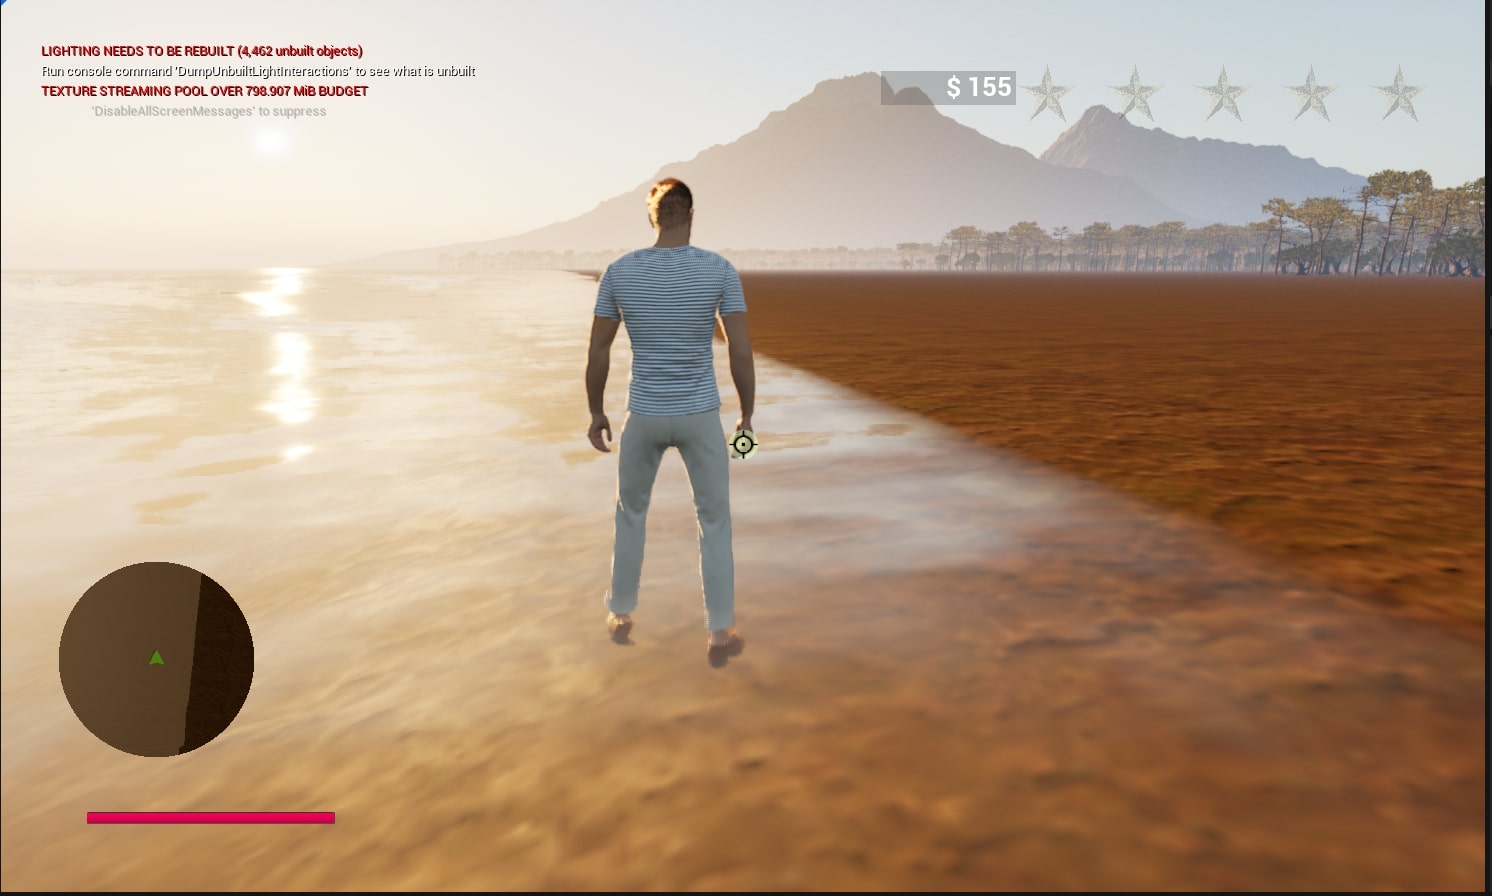 LIGHTING NEEDS TO BE REBUILT (4,462 unbuilt objects)
Run console command 'DumpUnbuiltLightInteractions' to see what is unbuilt
TEXTURE STREAMING POOL OVER 798.907 MiB BUDGET
'DisableAllScreenMessages' to suppress
$ 155